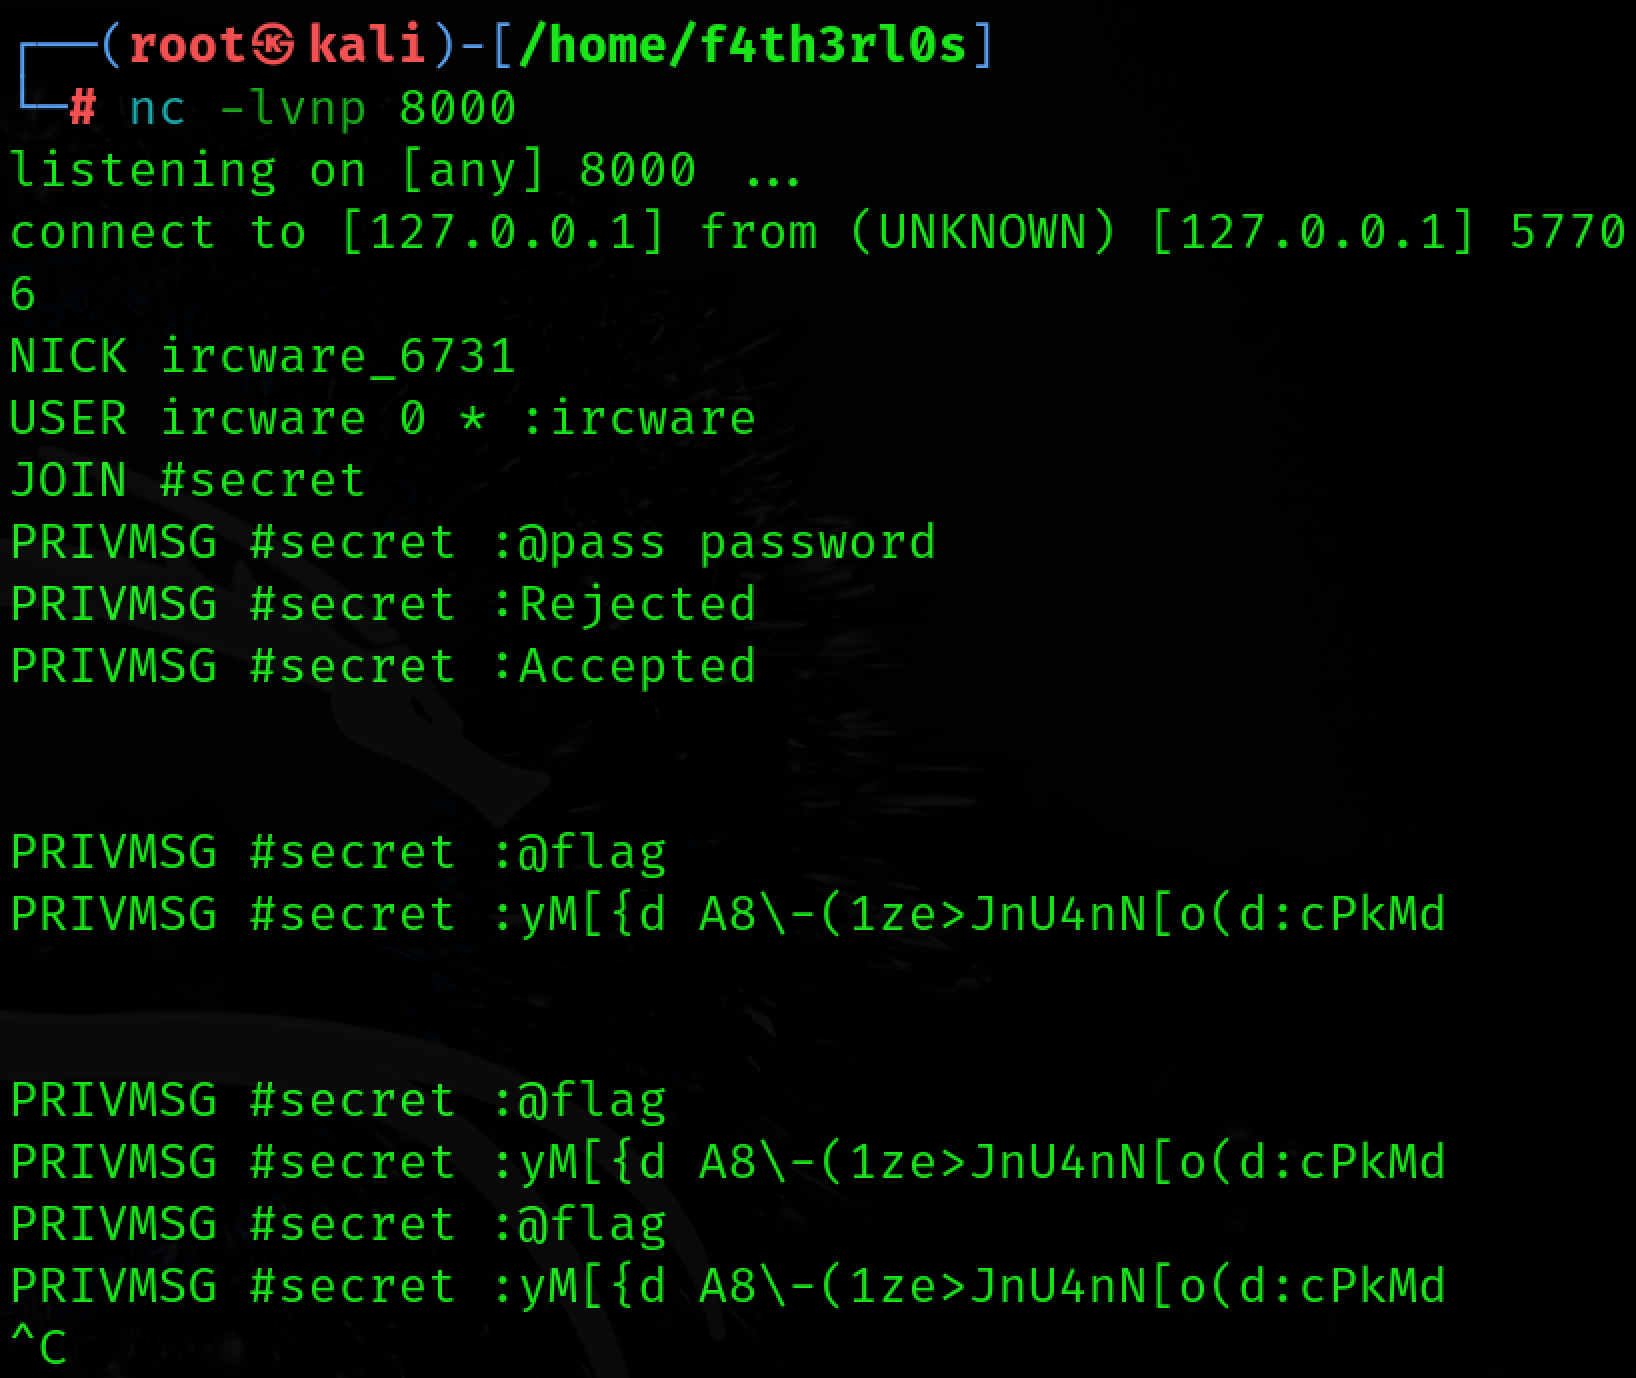 ┌──(root㉿kali)-[/home/f4th3rl0s]
└─# nc -lvnp 8000
listening on [any] 8000 ...
connect to [127.0.0.1] from (UNKNOWN) [127.0.0.1] 5770
6
NICK ircware_6731
USER ircware 0 * :ircware
JOIN #secret
PRIVMSG #secret :@pass password
PRIVMSG #secret :Rejected
PRIVMSG #secret :Accepted
PRIVMSG #secret :@flag
PRIVMSG #secret :yM[{d A8\-(1ze>JnU4nN[o(d:cPkMd
PRIVMSG #secret :@flag
PRIVMSG #secret :yM[{d A8\-(1ze>JnU4nN[o(d:cPkMd
PRIVMSG #secret :@flag
PRIVMSG #secret :yM[{d A8\-(1ze>JnU4nN[o(d:cPkMd
^C